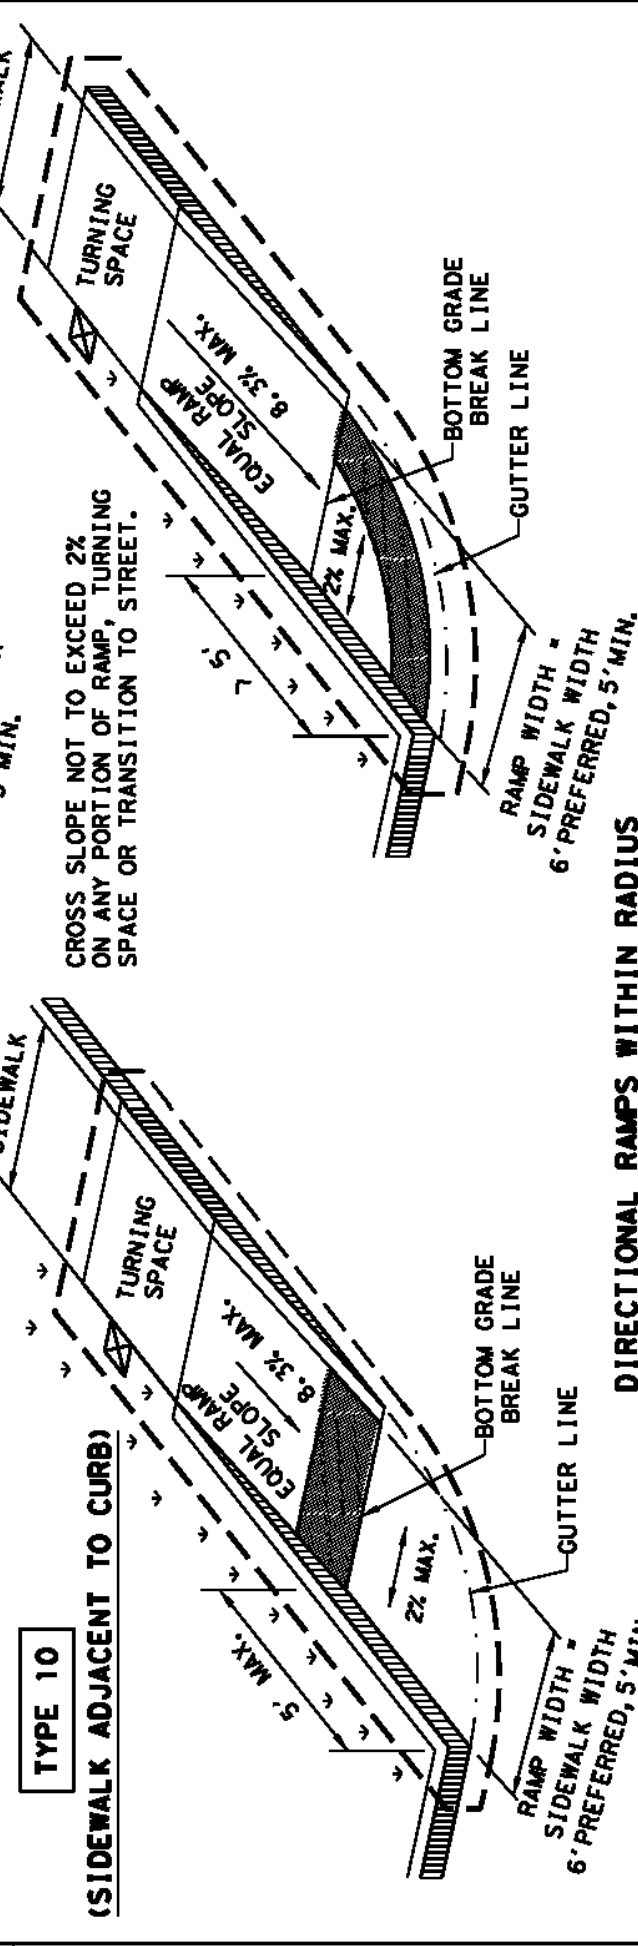 TYPE 10
(SIDEWALK ADJACENT TO CURB)
SIDEWALK
TURNING
SPACE
EQUAL RAMP
SLOPE
8.3% MAX.
5' MAX.
2% MAX.
BOTTOM GRADE
BREAK LINE
GUTTER LINE
RAMP WIDTH =
SIDEWALK WIDTH
6' PREFERRED, 5' MIN.
CROSS SLOPE NOT TO EXCEED 2%
ON ANY PORTION OF RAMP, TURNING
SPACE OR TRANSITION TO STREET.
TURNING
SPACE
EQUAL RAMP
SLOPE
8.3% MAX.
> 5'
2% MAX.
BOTTOM GRADE
BREAK LINE
GUTTER LINE
RAMP WIDTH =
SIDEWALK WIDTH
6' PREFERRED, 5' MIN.
DIRECTIONAL RAMPS WITHIN RADIUS